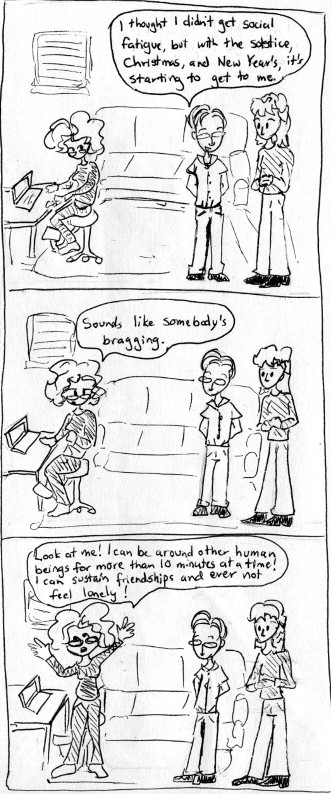 I thought I didn't get social
fatigue, but with the solstice,
Christmas, and New Year's, it's
starting to get to me.
Sounds like somebody's
bragging.
Look at me! I can be around other human
beings for more than 10 minutes at a time!
I can sustain friendships and ever not
feel lonely!